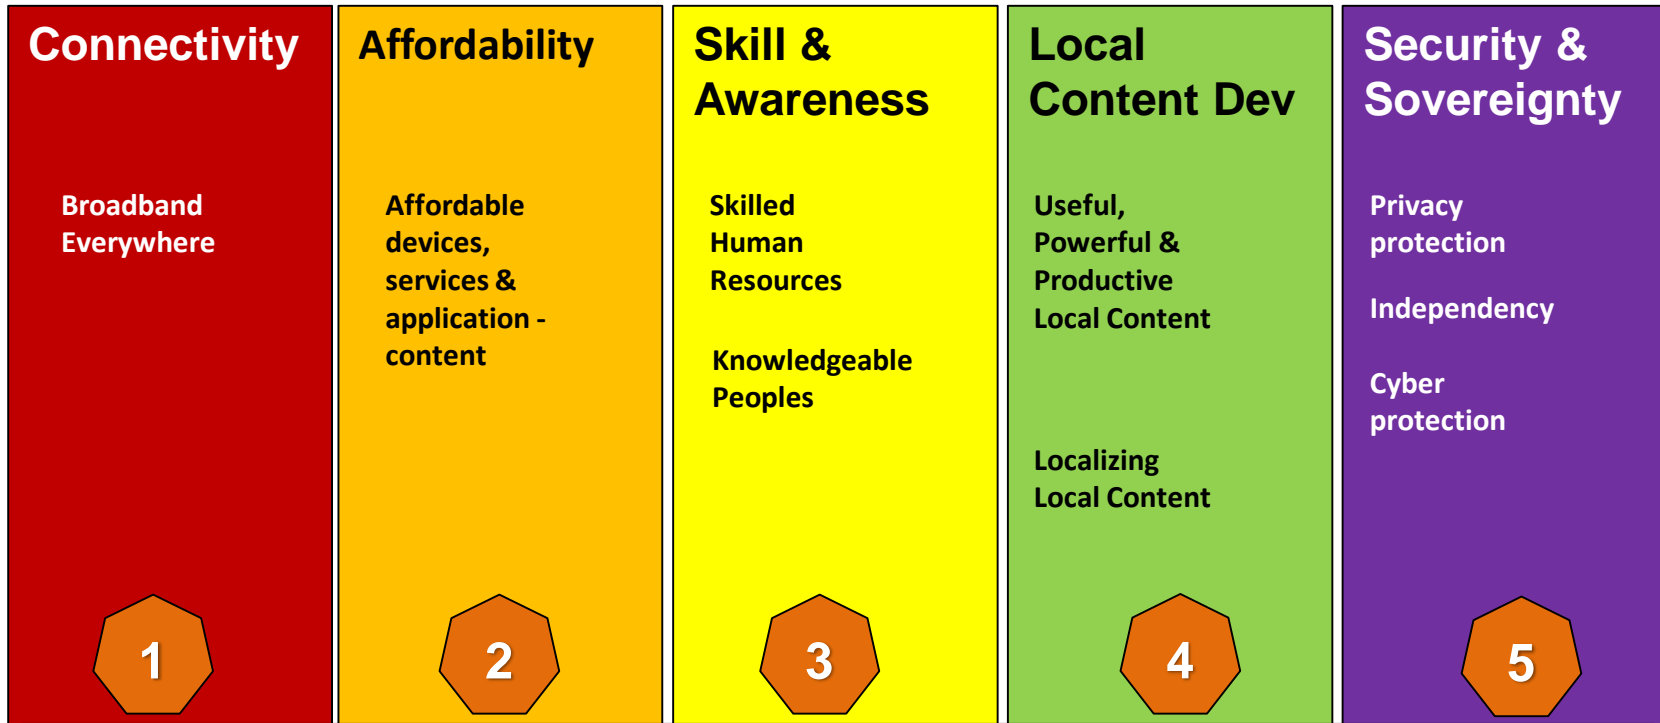 Connectivity
Broadband
Everywhere
1
Affordability
Affordable
devices,
services &
application -
content
2
Skill &
Awareness
Skilled
Human
Resources
Knowledgeable
Peoples
3
Local
Content Dev
Useful,
Powerful &
Productive
Local Content
Localizing
Local Content
4
Security &
Sovereignty
Privacy
protection
Independency
Cyber
protection
5